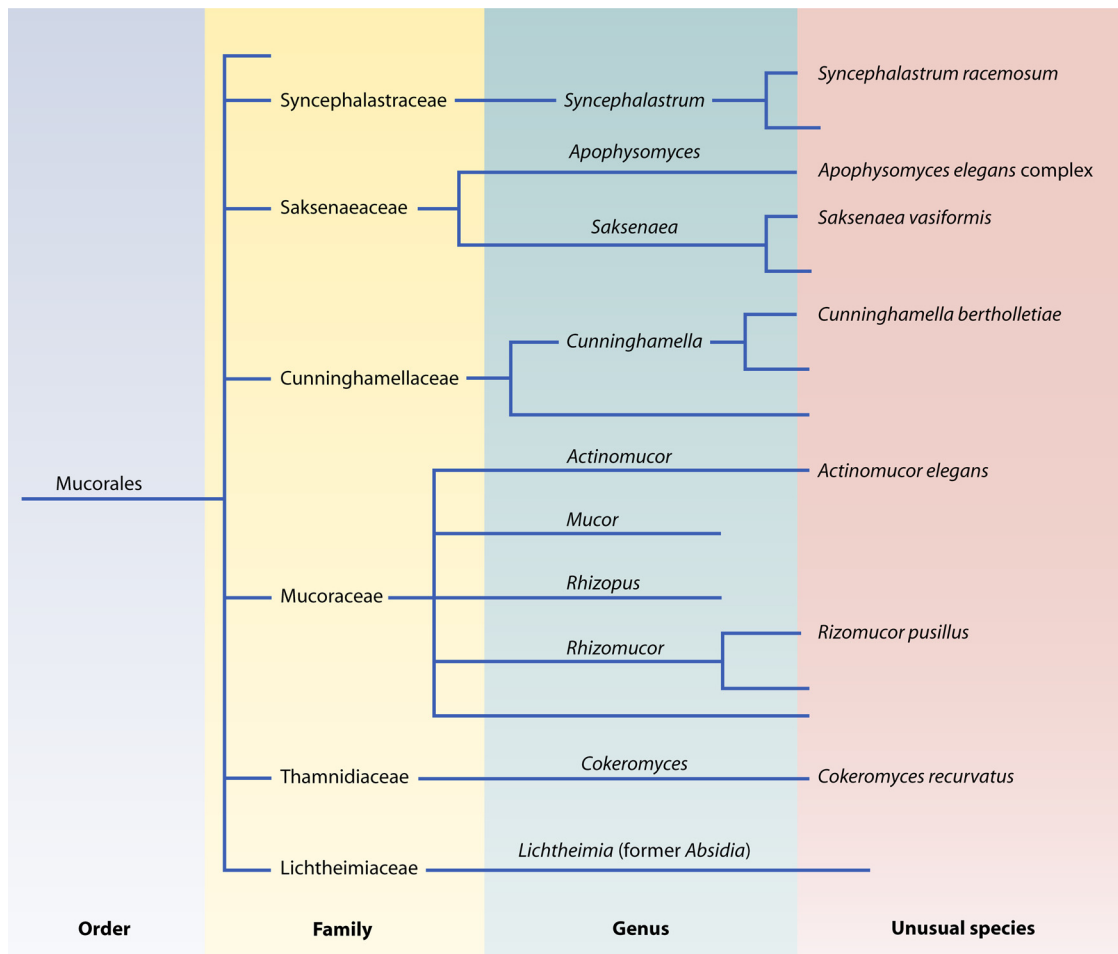 Syncephalastrum racemosum
Syncephalastraceae
Syncephalastrum
Apophysomyces
Apophysomyces elegans complex
Saksenaeaceae
Saksenaea vasiformis
Saksenaea
Cunninghamella bertholletiae
Cunninghamella
Cunninghamellaceae
Actinomucor
Actinomucor elegans
Mucorales
Mucor
Rhizopus
Mucoraceae
Rizomucor pusillus
Rhizomucor
Cokeromyces
Thamnidiaceae
Cokeromyces recurvatus
Lichtheimia (former Absidia)
Lichtheimiaceae
Order
Family
Genus
Unusual species